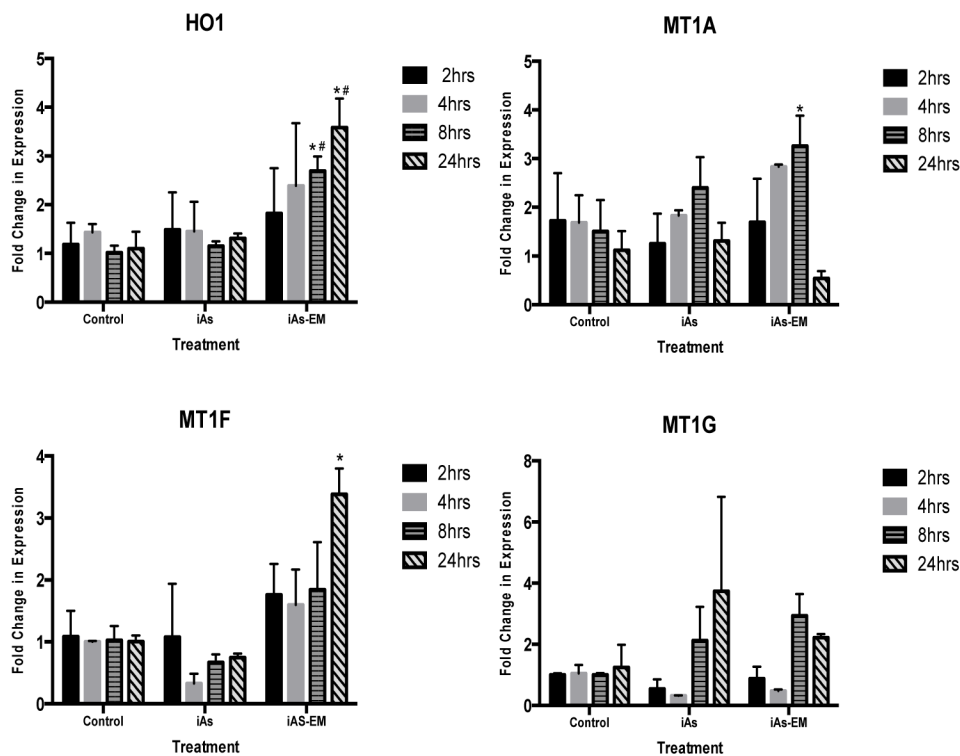 HO1
Fold Change in Expression
5
4
3
2
1
0
* #
* #
Control
iAs
iAs-EM
Treatment
2hrs
4hrs
8hrs
24hrs
MT1A
Fold Change in Expression
5
4
3
2
1
0
*
Control
iAs
iAs-EM
Treatment
2hrs
4hrs
8hrs
24hrs
MT1F
Fold Change in Expression
4
3
2
1
0
*
Control
iAs
iAS-EM
Treatment
2hrs
4hrs
8hrs
24hrs
MT1G
Fold Change in Expression
8
6
4
2
0
Control
iAs
iAs-EM
Treatment
2hrs
4hrs
8hrs
24hrs